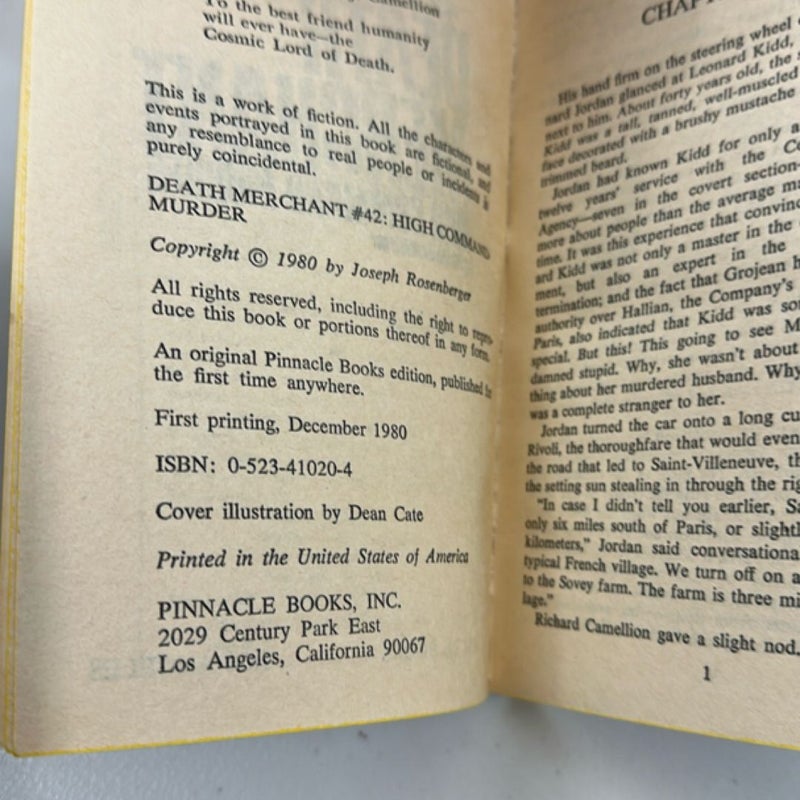 Camellion
To the best friend humanity
will ever have—the
Cosmic Lord of Death.
This is a work of fiction. All the characters and
events portrayed in this book are fictional, and
any resemblance to real people or incidents is
purely coincidental.
DEATH MERCHANT #42: HIGH COMMAND
MURDER
Copyright © 1980 by Joseph Rosenberger
All rights reserved, including the right to repro-
duce this book or portions thereof in any form.
An original Pinnacle Books edition, published for
the first time anywhere.
First printing, December 1980
ISBN: 0-523-41020-4
Cover illustration by Dean Cate
Printed in the United States of America
PINNACLE BOOKS, INC.
2029 Century Park East
Los Angeles, California 90067
His hand firm on the steering wheel
nard Jordan glanced at Leonard Kidd,
next to him. About forty years old, the
Kidd was a tall, tanned, well-muscled
face decorated with a brushy mustache
trimmed beard.
Jordan had known Kidd for only a
twelve years' service with the
Agency—seven in the covert section—
more about people than the average
time. It was this experience that
ard Kidd was not only a master in the
ment, but also an expert in the
termination; and the fact that Grojean
authority over Hallian, the Company's
Paris, also indicated that Kidd was
special. But this! This going to see
damned stupid. Why, she wasn't about
thing about her murdered husband. Why
was a complete stranger to her.
Jordan turned the car onto a long
Rivoli, the thoroughfare that would
the road that led to Saint-Villeneuve,
the setting sun stealing in through the
"In case I didn't tell you earlier,
only six miles south of Paris, or
kilometers," Jordan said
typical French village. We turn off on a
to the Sovey farm. The farm is three
lage."
Richard Camellion gave a slight nod.
1